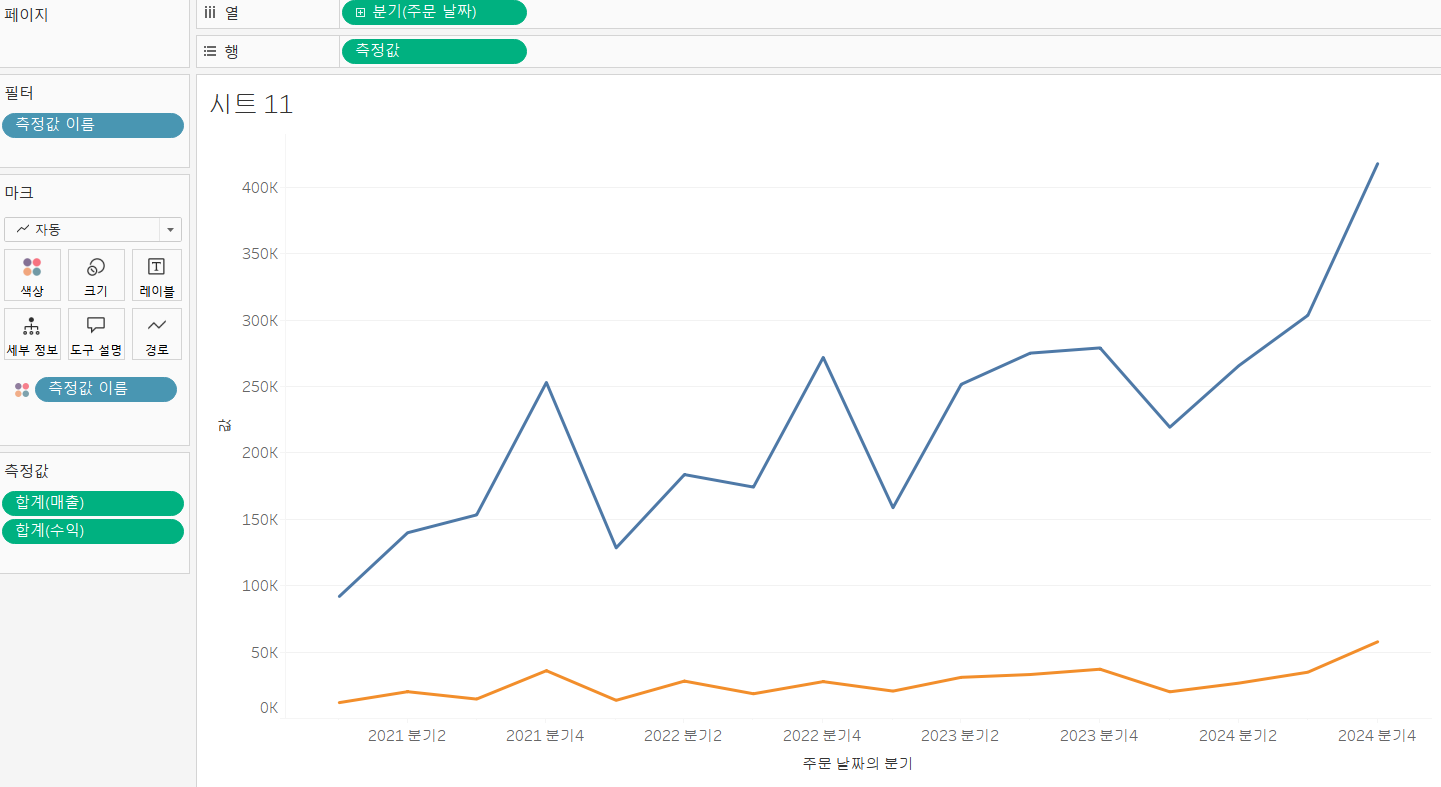 페이지
열
분기(주문 날짜)
행
측정값
필터
측정값 이름
마크
자동
색상
크기
레이블
세부 정보
도구 설명
경로
측정값 이름
측정값
합계(매출)
합계(수익)
시트 11
400K
350K
300K
250K
200K
150K
100K
50K
0K
값
2021 분기2
2021 분기4
2022 분기2
2022 분기4
2023 분기2
2023 분기4
2024 분기2
2024 분기4
주문 날짜의 분기